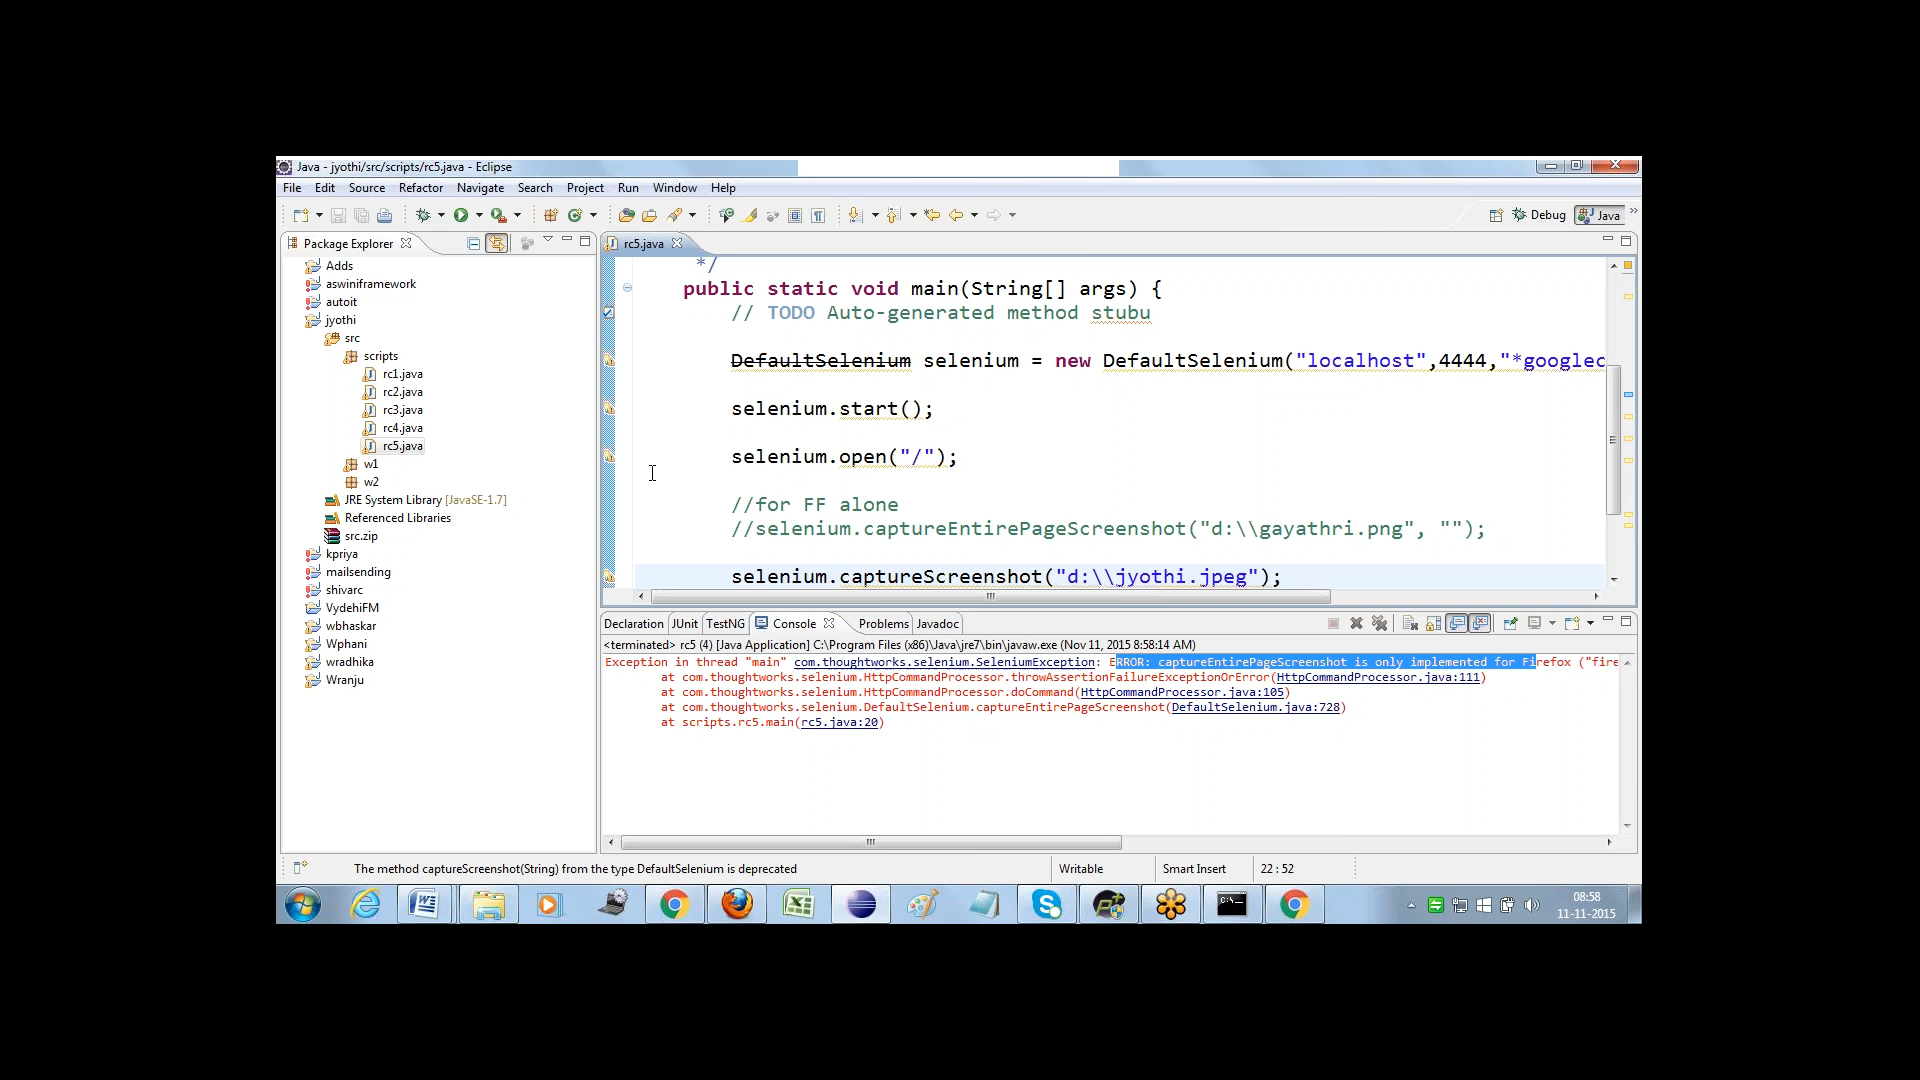 Java - jyothi/src/scripts/rc5.java - Eclipse
File Edit Source Refactor Navigate Search Project Run Window Help
Debug Java
Package Explorer
rc5.java
Adds
aswiniframework
autoit
jyothi
src
scripts
rc1.java
rc2.java
rc3.java
rc4.java
rc5.java
w1
w2
JRE System Library [JavaSE-1.7]
Referenced Libraries
src.zip
kpriya
mailsending
shivarc
VydehiFM
wbhaskar
Wphani
wradhika
Wranju
*/
public static void main(String[] args) {
// TODO Auto-generated method stubu
DefaultSelenium selenium = new DefaultSelenium("localhost",4444,"*googlec
selenium.start();
selenium.open("/");
//for FF alone
//selenium.captureEntirePageScreenshot("d:\\gayathri.png", "");
selenium.captureScreenshot("d:\\jyothi.jpeg");
Declaration JUnit TestNG Console Problems Javadoc
<terminated> rc5 (4) [Java Application] C:\Program Files (x86)\Java\jre7\bin\javaw.exe (Nov 11, 2015 8:58:14 AM)
Exception in thread "main" com.thoughtworks.selenium.SeleniumException: ERROR: captureEntirePageScreenshot is only implemented for Firefox ("fire
at com.thoughtworks.selenium.HttpCommandProcessor.throwAssertionFailureExceptionOrError(HttpCommandProcessor.java:111)
at com.thoughtworks.selenium.HttpCommandProcessor.doCommand(HttpCommandProcessor.java:105)
at com.thoughtworks.selenium.DefaultSelenium.captureEntirePageScreenshot(DefaultSelenium.java:728)
at scripts.rc5.main(rc5.java:20)
The method captureScreenshot(String) from the type DefaultSelenium is deprecated
Writable
Smart Insert
22 : 52
08:58
11-11-2015